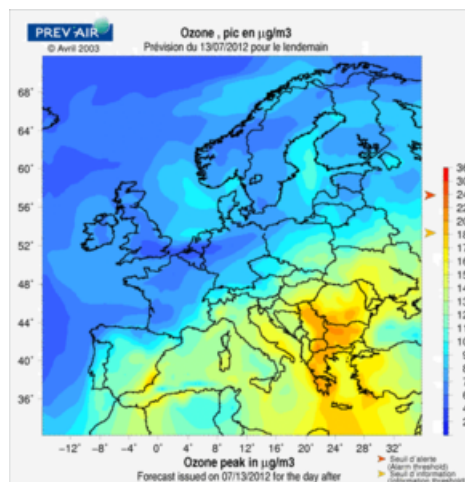 PREV'AIR
© Avril 2003
Ozone , pic en µg/m3
Prévision du 13/07/2012 pour le lendemain
68°
64°
60°
56°
52°
48°
44°
40°
36°
-12° -8° -4° 0° 4° 8° 12° 16° 20° 24° 28° 32°
Ozone peak in µg/m3
Forecast issued on 07/13/2012 for the day after
Seuil d'alerte
(Alarm threshold)
Seuil d'information
(Information threshold)